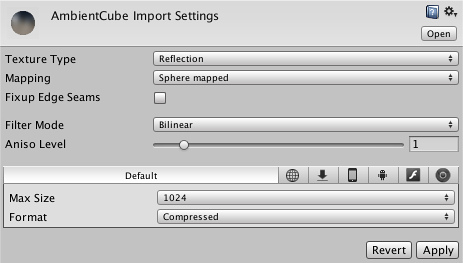 AmbientCube Import Settings
Open
Texture Type Reflection
Mapping Sphere mapped
Fixup Edge Seams
Filter Mode Bilinear
Aniso Level 1
Default
Max Size 1024
Format Compressed
Revert Apply